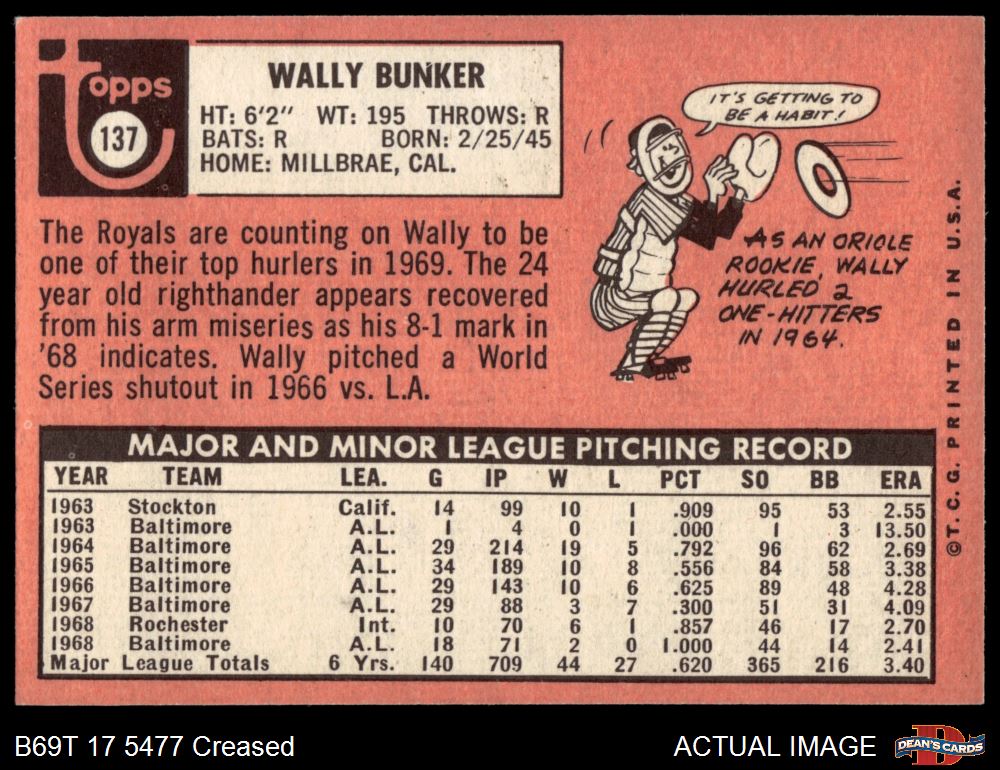 topps
137
WALLY BUNKER
HT: 6'2" WT: 195 THROWS: R
BATS: R BORN: 2/25/45
HOME: MILLBRAE, CAL.
The Royals are counting on Wally to be
one of their top hurlers in 1969. The 24
year old righthander appears recovered
from his arm miseries as his 8-1 mark in
'68 indicates. Wally pitched a World
Series shutout in 1966 vs. L.A.
IT'S GETTING TO
BE A HABIT!
AS AN ORIOLE
ROOKIE, WALLY
HURLED 2
ONE-HITTERS
IN 1964.
©T.C.G. PRINTED IN U.S.A.
MAJOR AND MINOR LEAGUE PITCHING RECORD
YEAR TEAM LEA. G IP W L PCT SO BB ERA
1963 Stockton Calif. 14 99 10 1 .909 95 53 2.55
1963 Baltimore A.L. 1 4 0 1 .000 1 3 13.50
1964 Baltimore A.L. 29 214 19 5 .792 96 62 2.69
1965 Baltimore A.L. 34 189 10 8 .556 84 58 3.38
1966 Baltimore A.L. 29 143 10 6 .625 89 48 4.28
1967 Baltimore A.L. 29 88 3 7 .300 51 31 4.09
1968 Rochester Int. 10 70 6 1 .857 46 17 2.70
1968 Baltimore A.L. 18 71 2 0 1.000 44 14 2.41
Major League Totals 6 Yrs. 140 709 44 27 .620 365 216 3.40
B69T 17 5477 Creased
ACTUAL IMAGE
D
DEAN'S CARDS